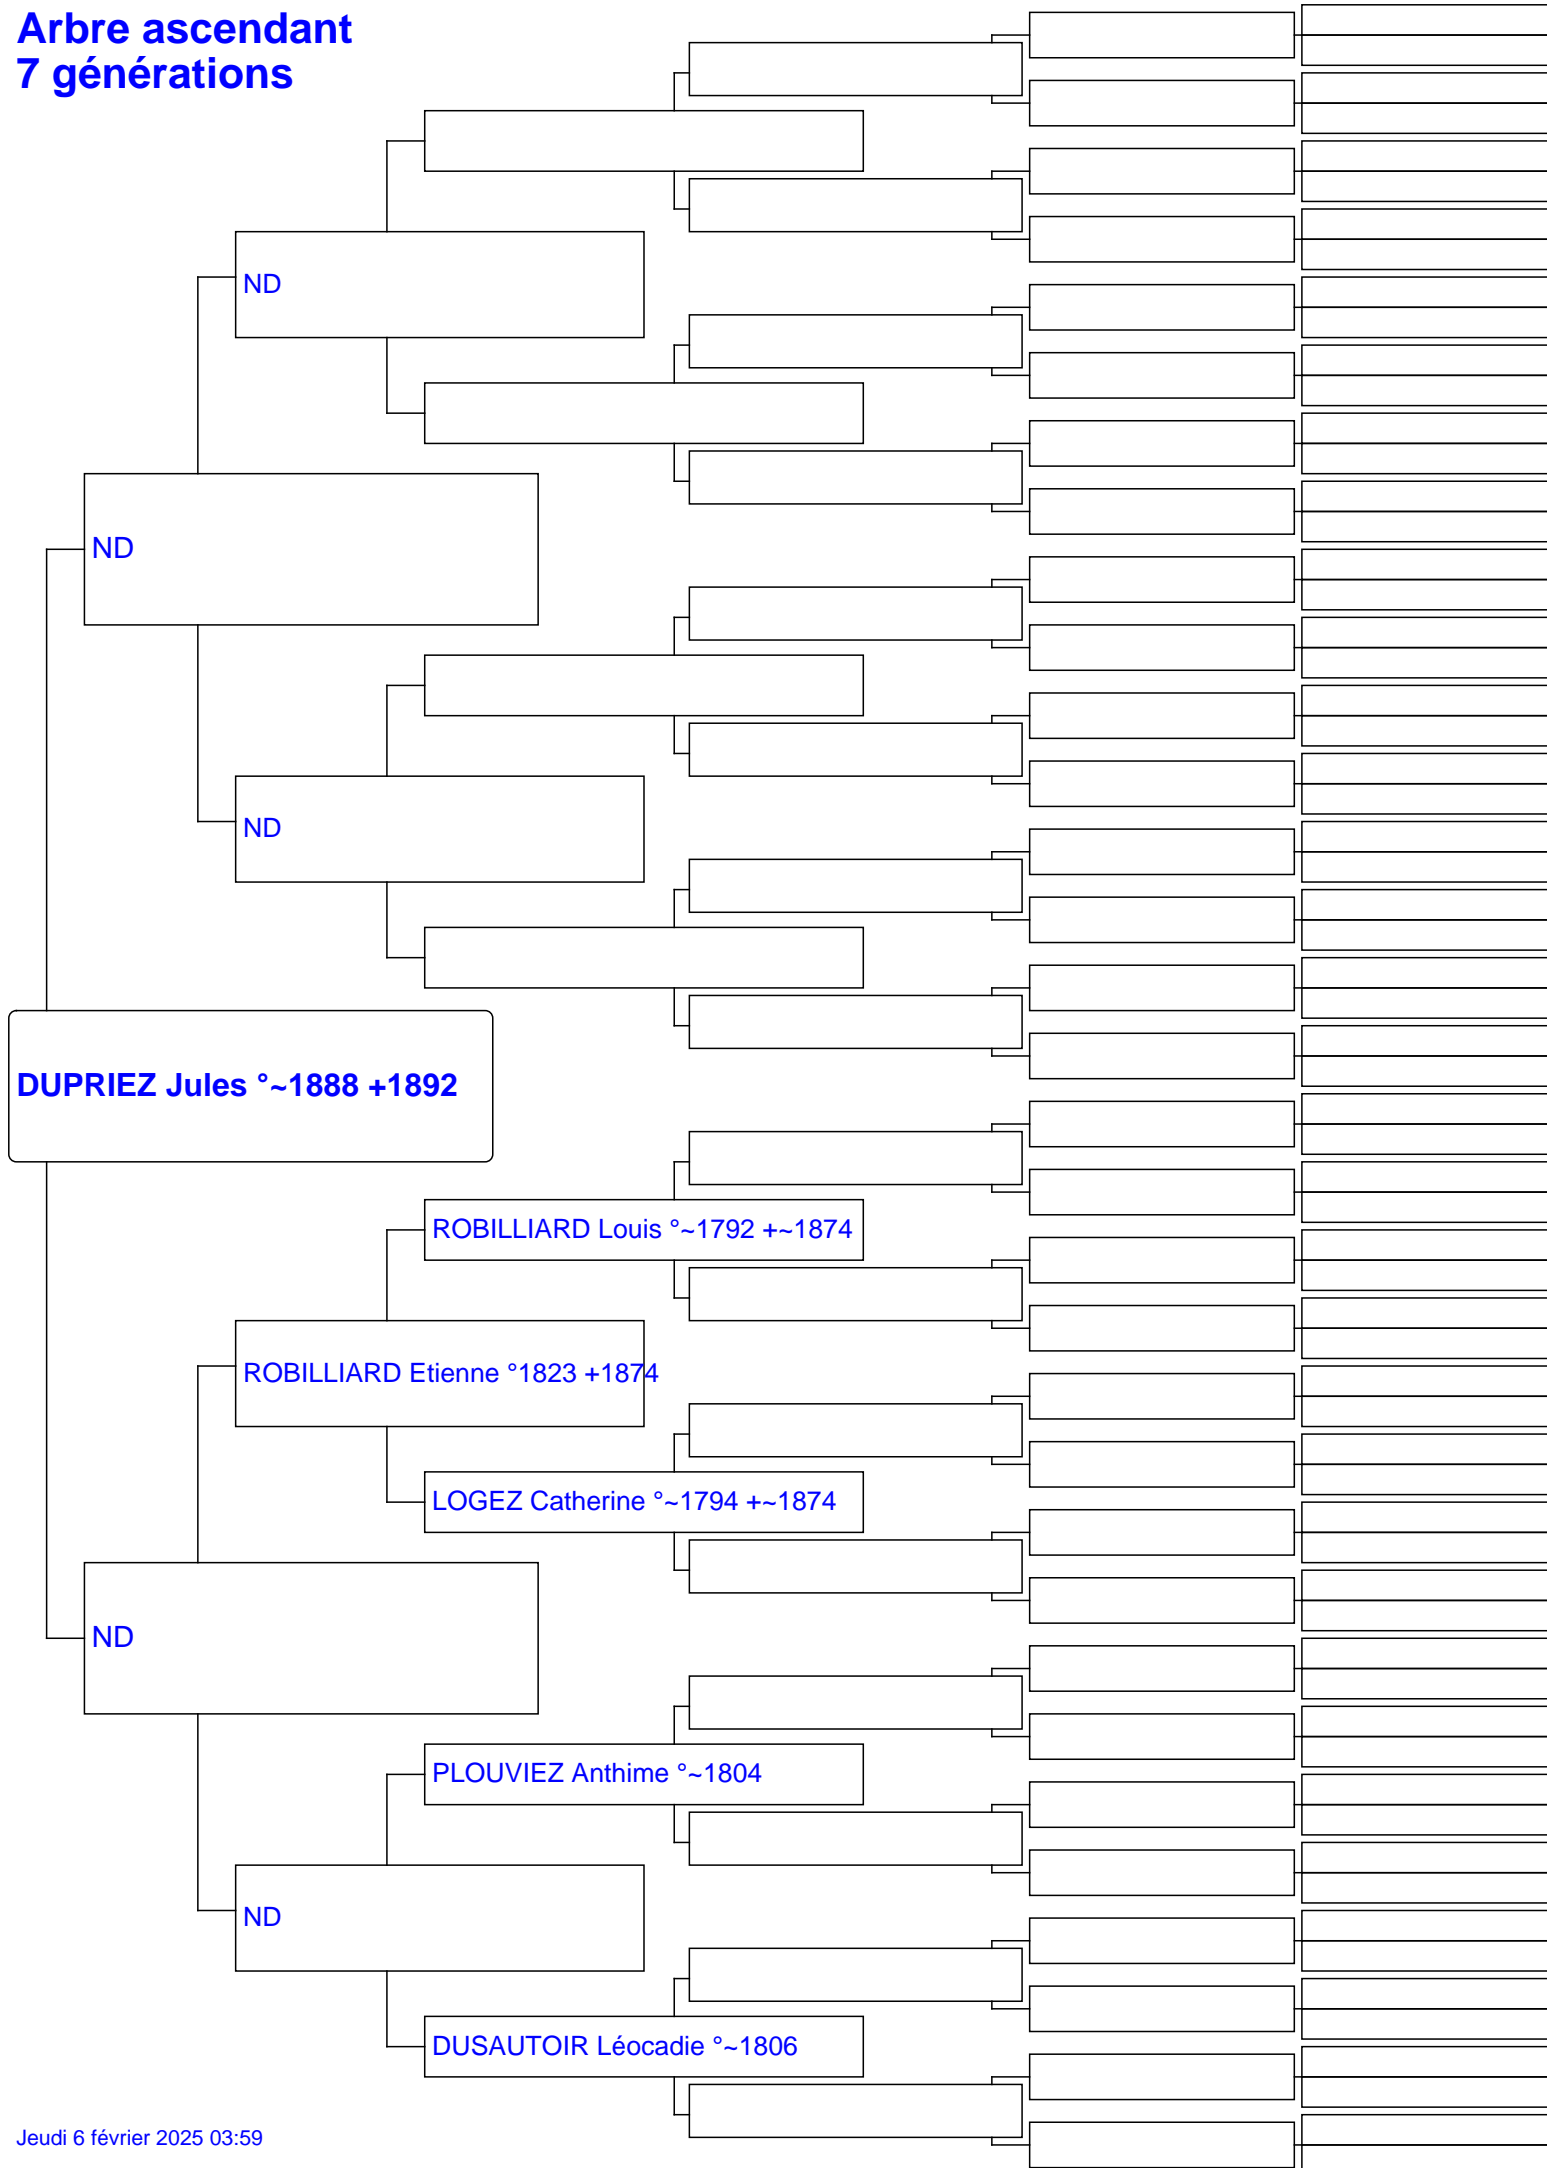 Arbre ascendant
7 générations
ND
ND
ND
DUPRIEZ Jules °~1888 +1892
ROBILLIARD Louis °~1792 +~1874
ROBILLIARD Etienne °1823 +1874
LOGEZ Catherine °~1794 +~1874
ND
PLOUVIEZ Anthime °~1804
ND
DUSAUTOIR Léocadie °~1806
Jeudi 6 février 2025 03:59